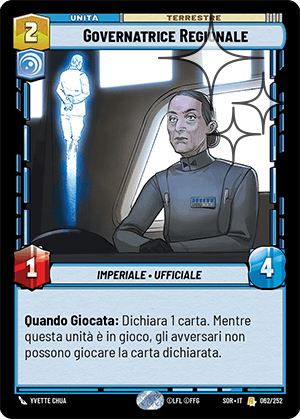 UNITÀ
TERRESTRE
2
GOVERNATRICE REGIONALE
1
4
IMPERIALE • UFFICIALE
Quando Giocata: Dichiara 1 carta. Mentre
questa unità è in gioco, gli avversari non
possono giocare la carta dichiarata.
YVETTE CHUA
©LFL ©FFG
SOR • IT
R
062/252